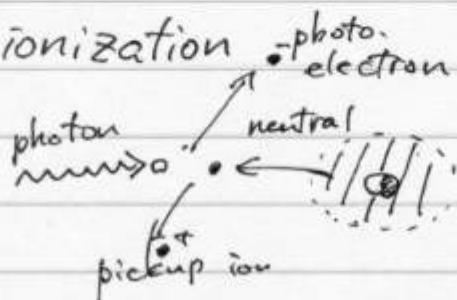 ionization
- photo-
electron
photon
neutral
+
pickup ion